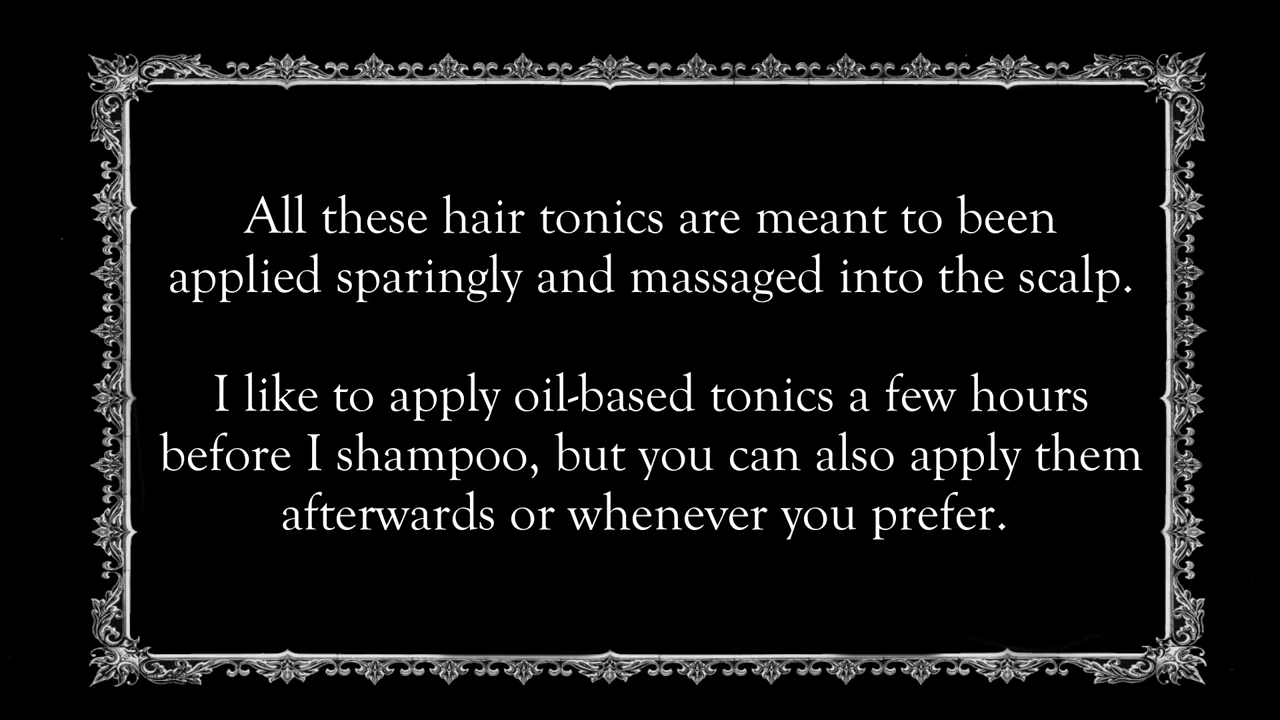 All these hair tonics are meant to been
applied sparingly and massaged into the scalp.
I like to apply oil-based tonics a few hours
before I shampoo, but you can also apply them
afterwards or whenever you prefer.